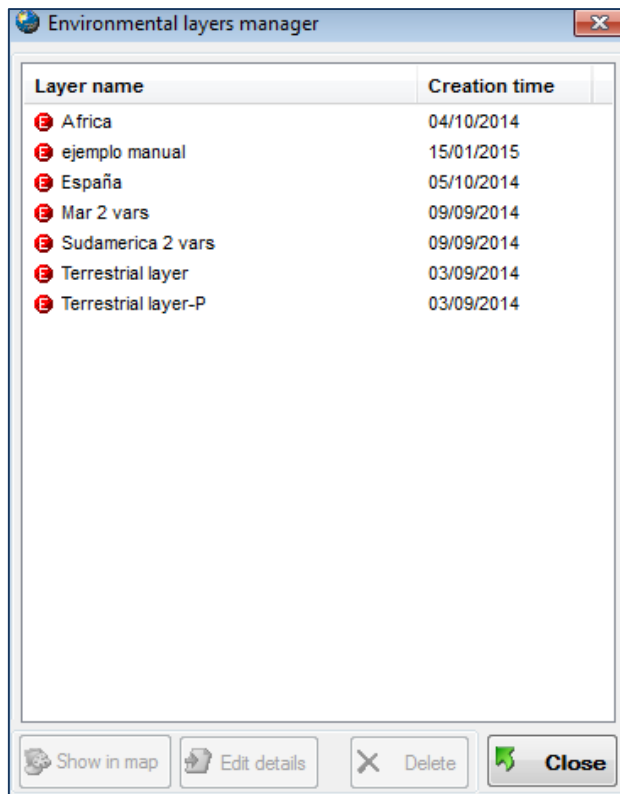 Environmental layers manager
Layer name Creation time
E Africa 04/10/2014
E ejemplo manual 15/01/2015
E España 05/10/2014
E Mar 2 vars 09/09/2014
E Sudamerica 2 vars 09/09/2014
E Terrestrial layer 03/09/2014
E Terrestrial layer-P 03/09/2014
Show in map Edit details Delete Close